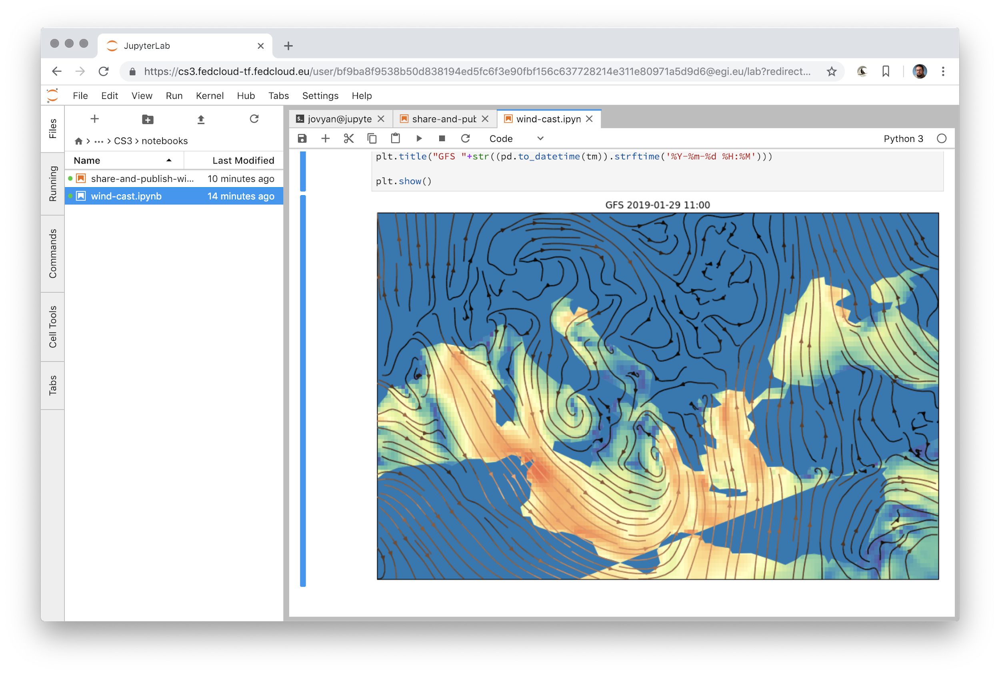 JupyterLab
https://cs3.fedcloud-tf.fedcloud.eu/user/bf9ba8f9538b50d838194ed5fc6f3e90fbf156c637728214e311e80971a5d9d6@egi.eu/lab?redirect...
File Edit View Run Kernel Hub Tabs Settings Help
Files
Running
Commands
Cell Tools
Tabs
... > CS3 > notebooks
Name Last Modified
share-and-publish-wi... 10 minutes ago
wind-cast.ipynb 14 minutes ago
jovyan@jupyte share-and-put wind-cast.ipyn
Code Python 3
plt.title("GFS "+str((pd.to_datetime(tm)).strftime('%Y-%m-%d %H:%M')))
plt.show()
GFS 2019-01-29 11:00